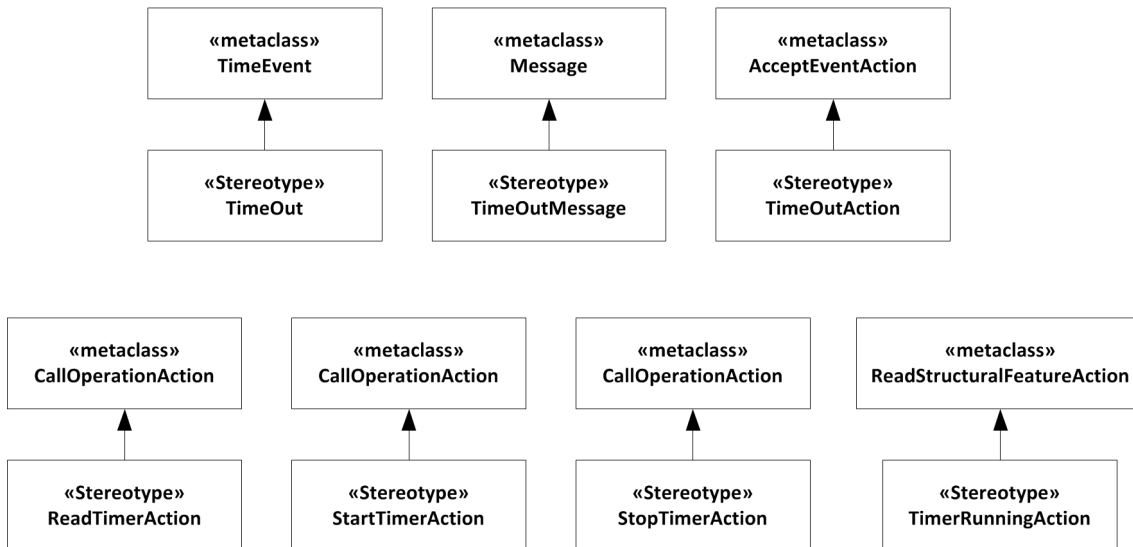 «metaclass»
TimeEvent
«metaclass»
Message
«metaclass»
AcceptEventAction
«Stereotype»
TimeOut
«Stereotype»
TimeOutMessage
«Stereotype»
TimeOutAction
«metaclass»
CallOperationAction
«metaclass»
CallOperationAction
«metaclass»
CallOperationAction
«metaclass»
ReadStructuralFeatureAction
«Stereotype»
ReadTimerAction
«Stereotype»
StartTimerAction
«Stereotype»
StopTimerAction
«Stereotype»
TimerRunningAction